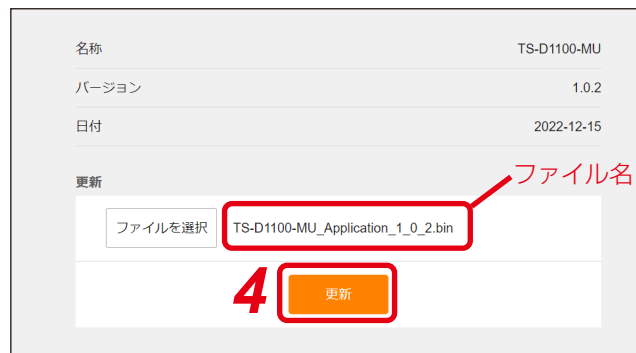 名称 TS-D1100-MU
バージョン 1.0.2
日付 2022-12-15
ファイル名
更新
ファイルを選択 TS-D1100-MU_Application_1_0_2.bin
4 更新